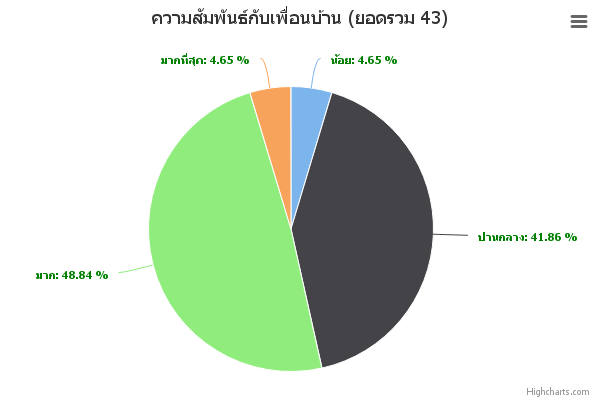 ความสัมพันธ์กับเพื่อนบ้าน (ยอดรวม 43)
มากที่สุด: 4.65 %
น้อย: 4.65 %
ปานกลาง: 41.86 %
มาก: 48.84 %
Highcharts.com